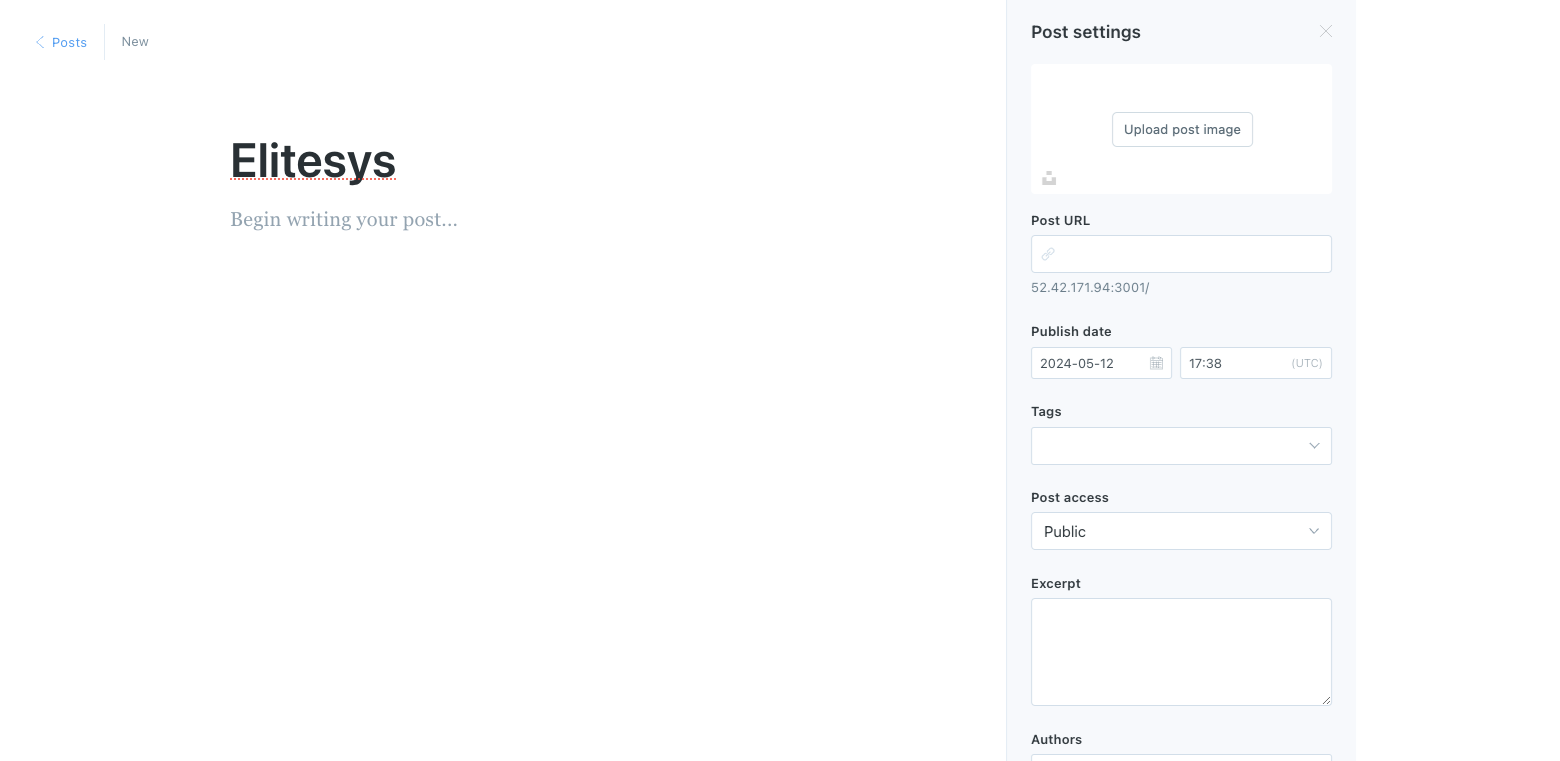 Posts
New
Elitesys
Begin writing your post...
Post settings
Upload post image
Post URL
52.42.171.94:3001/
Publish date
2024-05-12
17:38
(UTC)
Tags
Post access
Public
Excerpt
Authors